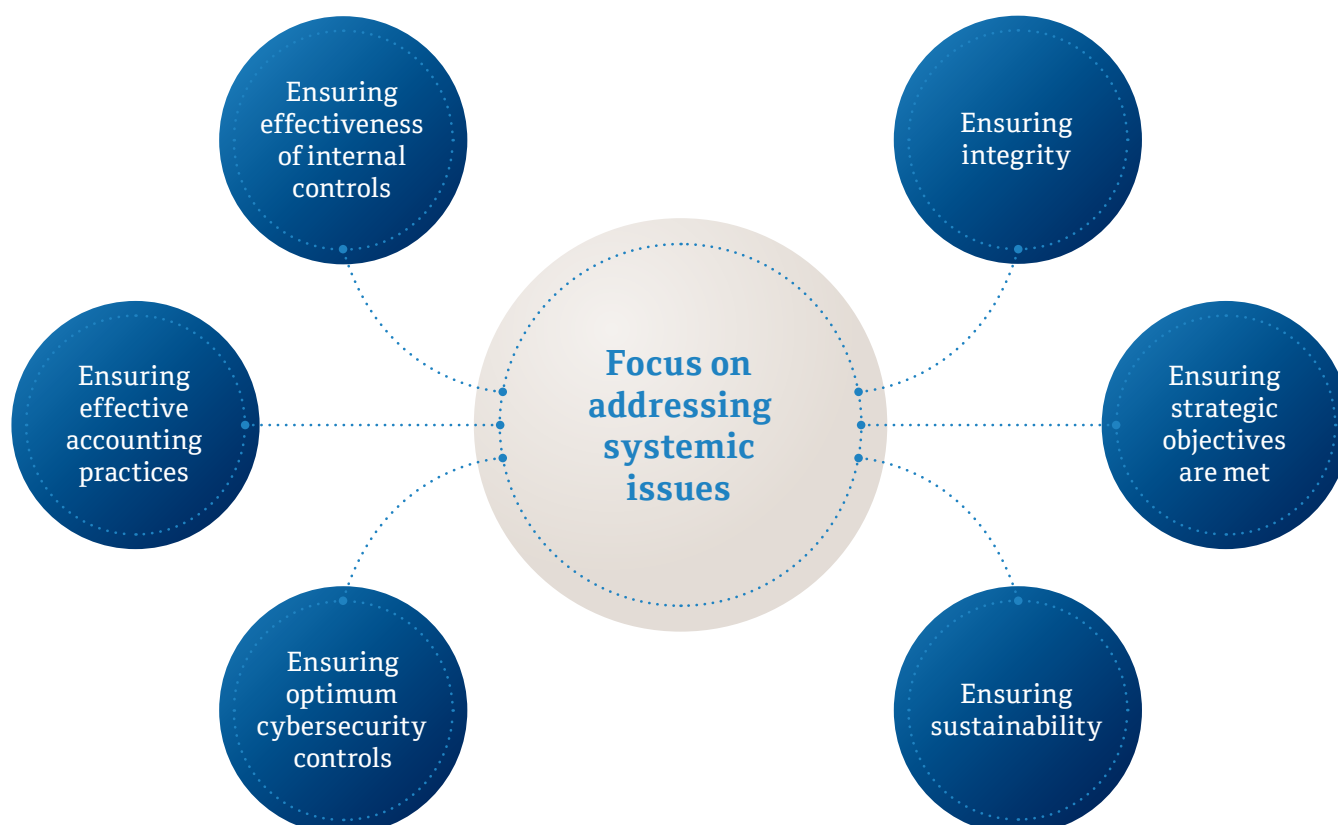 Ensuring
effectiveness
of internal
controls
Ensuring
integrity
Ensuring
effective
accounting
practices
Focus on
addressing
systemic
issues
Ensuring
strategic
objectives
are met
Ensuring
optimum
cybersecurity
controls
Ensuring
sustainability